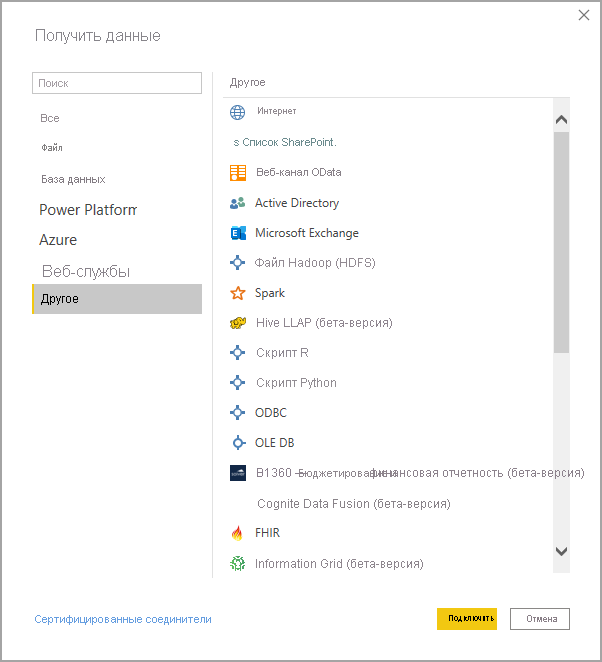 Получить данные
Поиск
Все
Файл
База данных
Power Platform
Azure
Веб-службы
Другое
Другое
Интернет
s Список SharePoint.
Веб-канал OData
Active Directory
Microsoft Exchange
Файл Hadoop (HDFS)
Spark
Hive LLAP (бета-версия)
Скрипт R
Скрипт Python
ODBC
OLE DB
B1360 — Бюджетирование финансовая отчетность (бета-версия)
Cognite Data Fusion (бета-версия)
FHIR
Information Grid (бета-версия)
Сертифицированные соединители
Подключить
Отмена